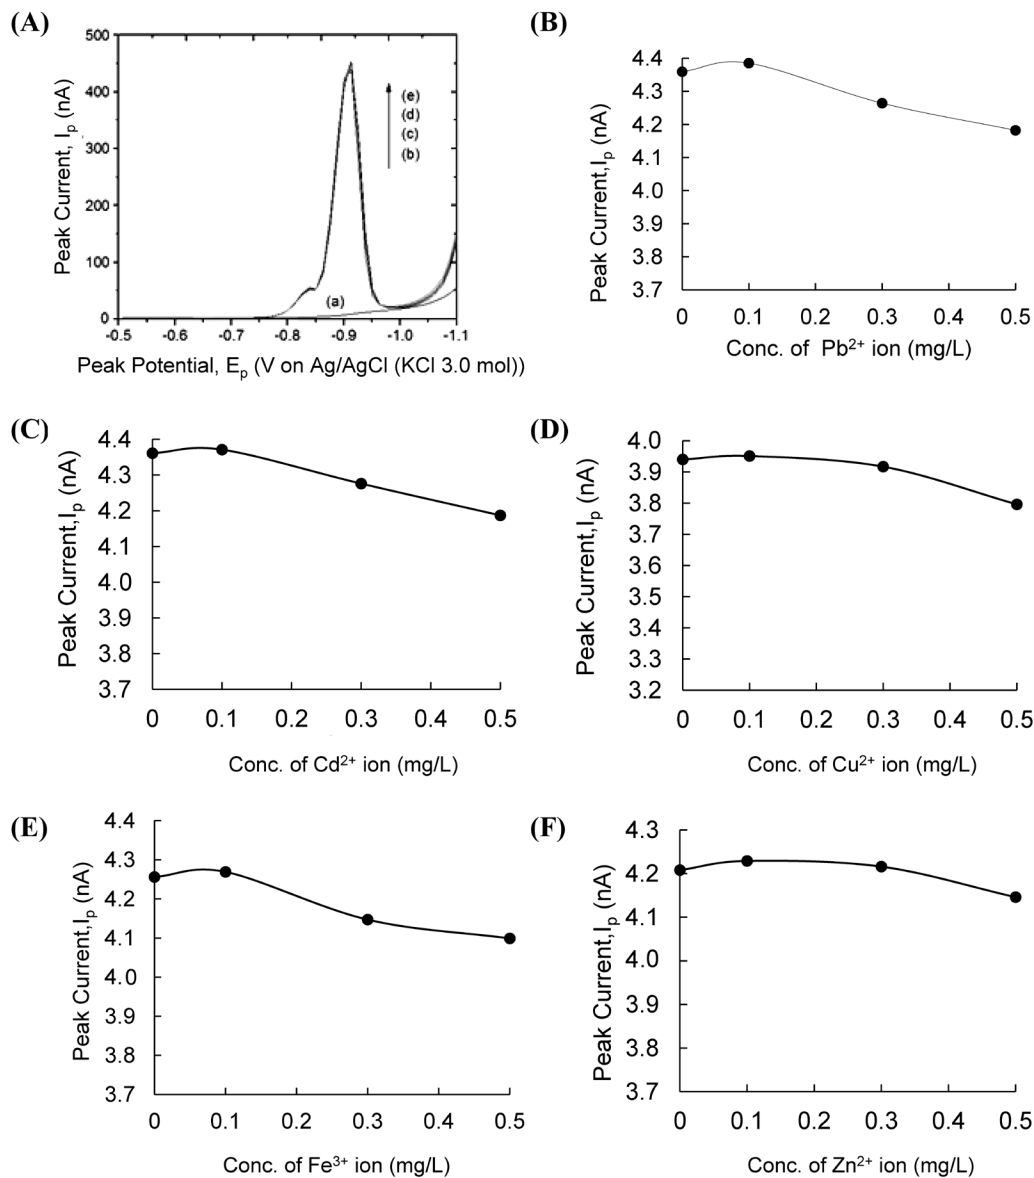 (A)
500
400
300
200
100
0
Peak Current, Ip (nA)
(e)
(d)
(c)
(b)
(a)
-0.5 -0.6 -0.7 -0.8 -0.9 -1.0 -1.1
Peak Potential, Ep (V on Ag/AgCl (KCl 3.0 mol))
(B)
4.4
4.3
4.2
4.1
4.0
3.9
3.8
3.7
Peak Current,Ip (nA)
0 0.1 0.2 0.3 0.4 0.5
Conc. of Pb²⁺ ion (mg/L)
(C)
4.4
4.3
4.2
4.1
4.0
3.9
3.8
3.7
Peak Current,Ip (nA)
0 0.1 0.2 0.3 0.4 0.5
Conc. of Cd²⁺ ion (mg/L)
(D)
4.0
3.9
3.8
3.7
3.6
3.5
3.4
3.3
3.2
Peak Current,Ip (nA)
0 0.1 0.2 0.3 0.4 0.5
Conc. of Cu²⁺ ion (mg/L)
(E)
4.4
4.3
4.2
4.1
4.0
3.9
3.8
3.7
Peak Current,Ip (nA)
0 0.1 0.2 0.3 0.4 0.5
Conc. of Fe³⁺ ion (mg/L)
(F)
4.3
4.2
4.1
4.0
3.9
3.8
3.7
Peak Current,Ip (nA)
0 0.1 0.2 0.3 0.4 0.5
Conc. of Zn²⁺ ion (mg/L)